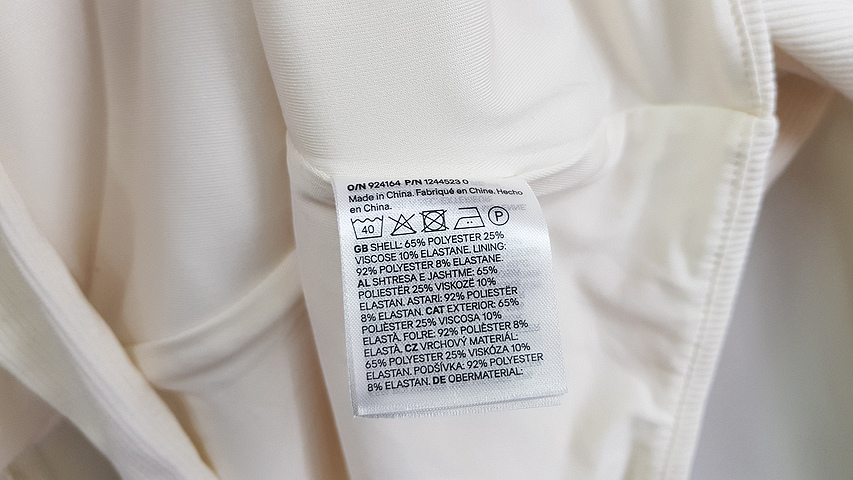 O/N 924164 P/N 1244523 0
Made in China. Fabriqué en Chine. Hecho
en China.
40 P
GB SHELL: 65% POLYESTER 25%
VISCOSE 10% ELASTANE. LINING:
92% POLYESTER 8% ELASTANE.
AL SHTRESA E JASHTME: 65%
POLIESTËR 25% VISKOZË 10%
ELASTAN. ASTARI: 92% POLIESTËR
8% ELASTAN. CAT EXTERIOR: 65%
POLIÈSTER 25% VISCOSA 10%
ELASTÀ. FOLRE: 92% POLIÈSTER 8%
ELASTÀ. CZ VRCHOVÝ MATERIÁL:
65% POLYESTER 25% VISKÓZA 10%
ELASTAN. PODŠÍVKA: 92% POLYESTER
8% ELASTAN. DE OBERMATERIAL: